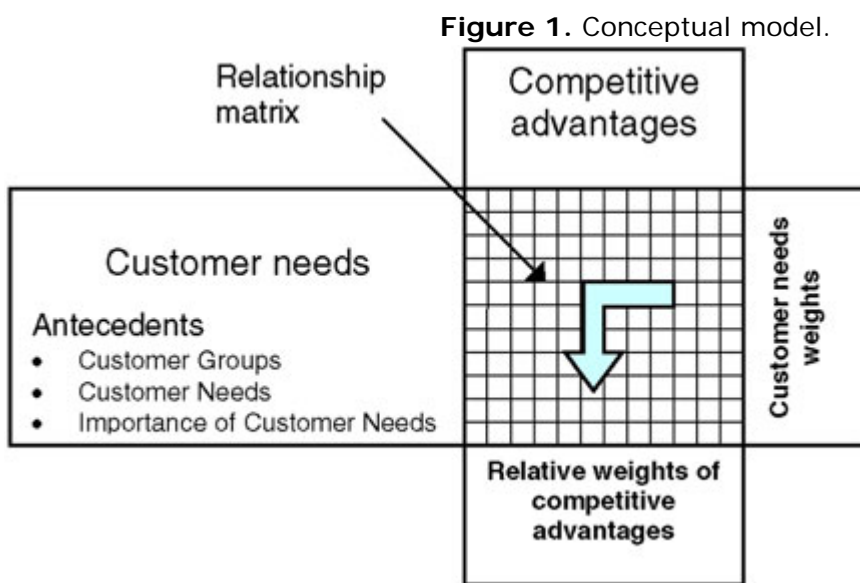 Figure 1. Conceptual model.
Relationship
matrix
Competitive
advantages
Customer needs
Antecedents
• Customer Groups
• Customer Needs
• Importance of Customer Needs
Customer needs
weights
Relative weights of
competitive
advantages